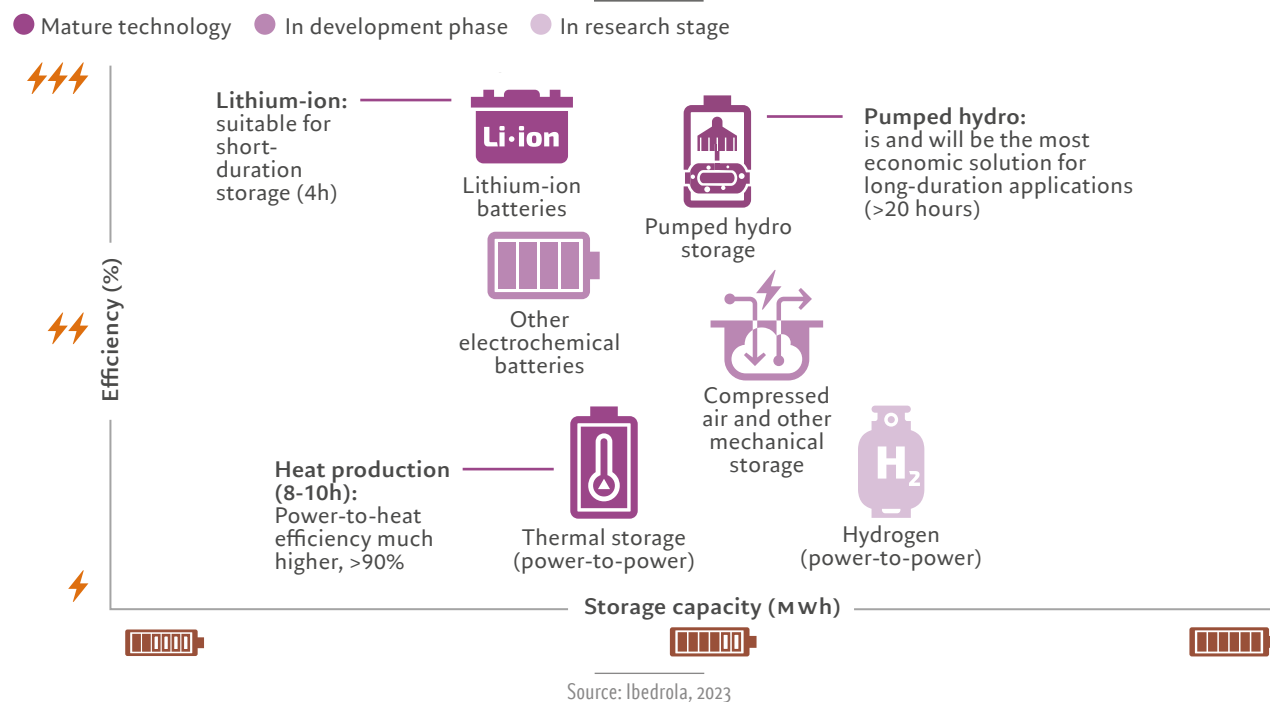 Mature technology
In development phase
In research stage
Lithium-ion:
suitable for
short-
duration
storage (4h)
Li·ion
Lithium-ion
batteries
Pumped hydro
storage
Pumped hydro:
is and will be the most
economic solution for
long-duration applications
(>20 hours)
Efficiency (%)
Other
electrochemical
batteries
Compressed
air and other
mechanical
storage
Heat production
(8-10h):
Power-to-heat
efficiency much
higher, >90%
Thermal storage
(power-to-power)
H2
Hydrogen
(power-to-power)
Storage capacity (MWh)
Source: Ibedrola, 2023